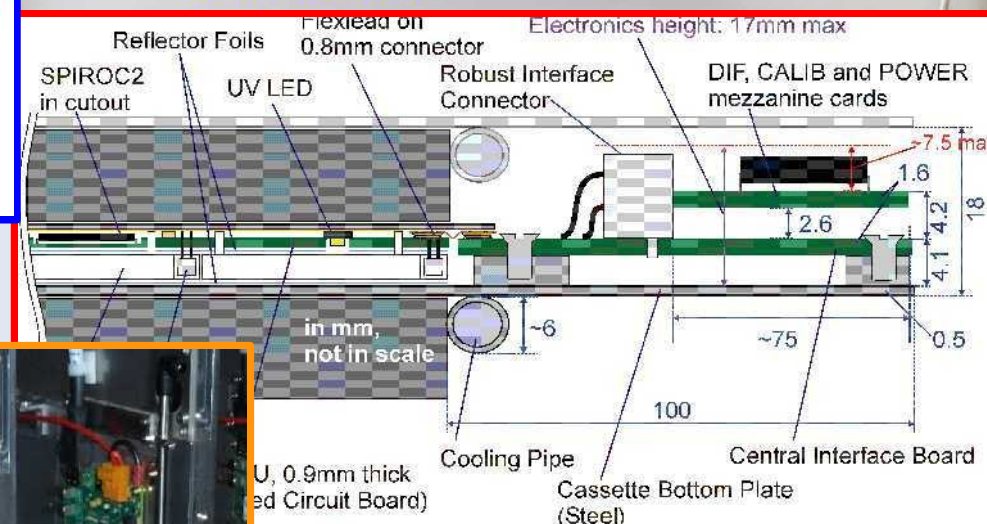 Flexlead on
0.8mm connector
Reflector Foils
Electronics height: 17mm max
SPIROC2
in cutout
UV LED
Robust Interface
Connector
DIF, CALIB and POWER
mezzanine cards
~7.5 ma
1.6
2.6
4.2
18
4.1
in mm,
not in scale
~6
~75
0.5
100
Cooling Pipe
Central Interface Board
U, 0.9mm thick
ed Circuit Board)
Cassette Bottom Plate
(Steel)